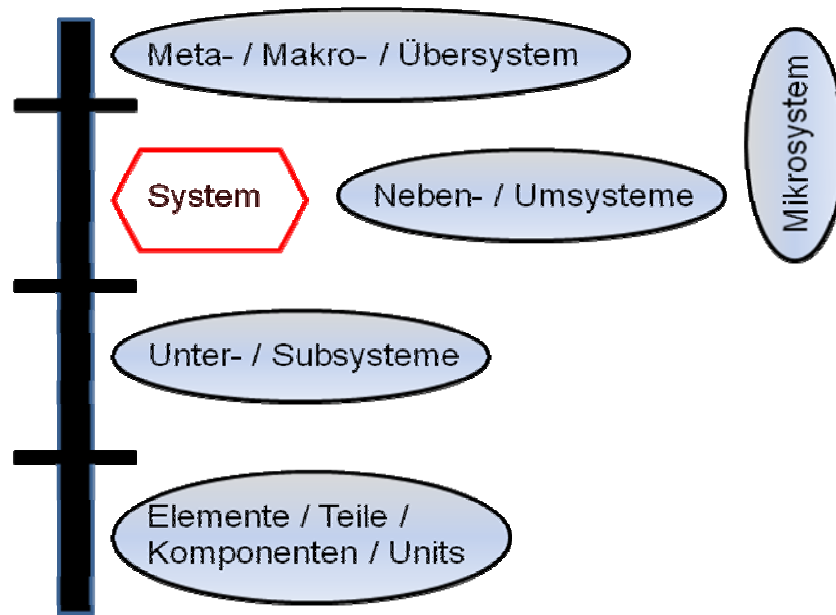 Meta- / Makro- / Übersystem
Mikrosystem
System
Neben- / Umsysteme
Unter- / Subsysteme
Elemente / Teile /
Komponenten / Units